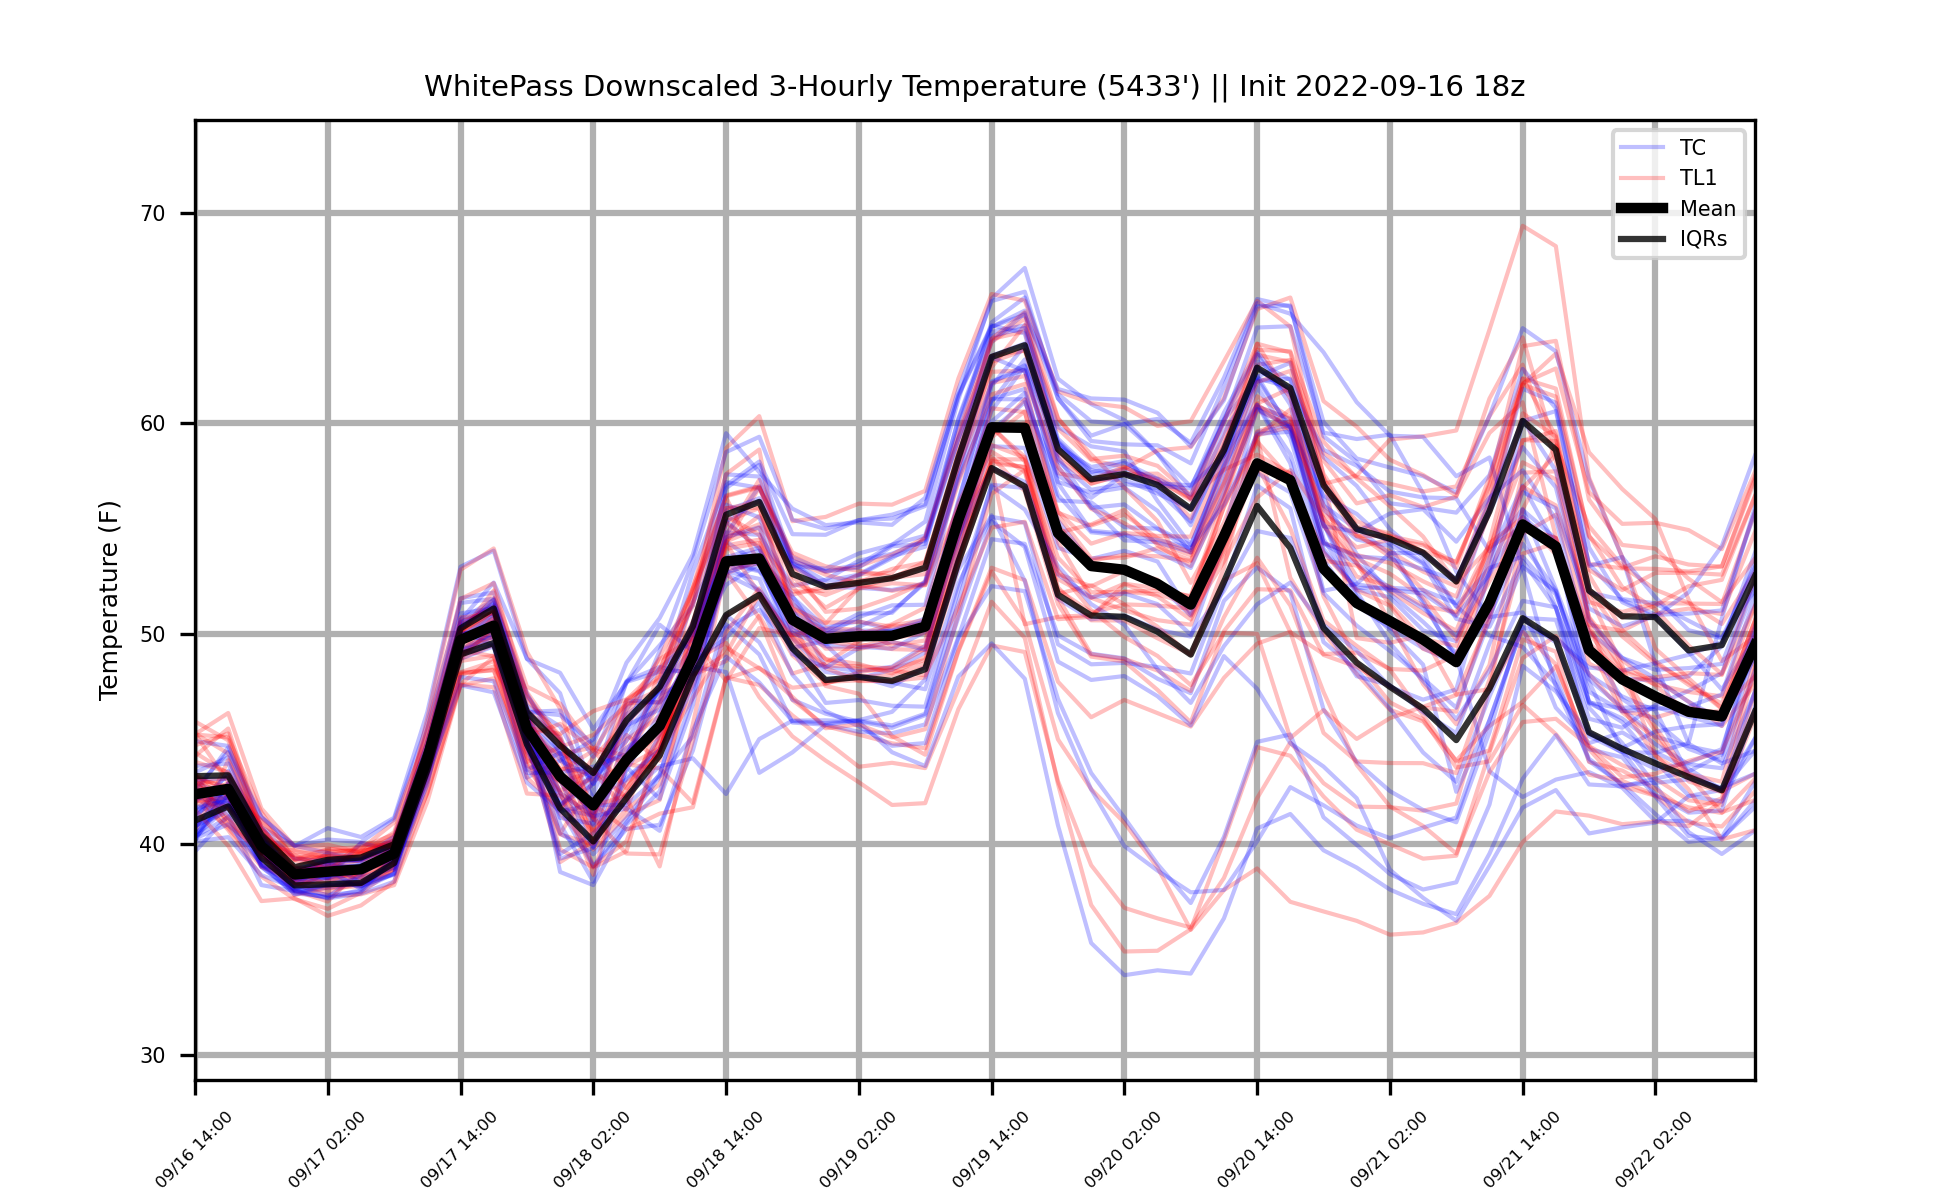 WhitePass Downscaled 3-Hourly Temperature (5433') || Init 2022-09-16 18z
TC
TL1
Mean
IQRs
Temperature (F)
70
60
50
40
30
09/16 14:00
09/17 02:00
09/17 14:00
09/18 02:00
09/18 14:00
09/19 02:00
09/19 14:00
09/20 02:00
09/20 14:00
09/21 02:00
09/21 14:00
09/22 02:00